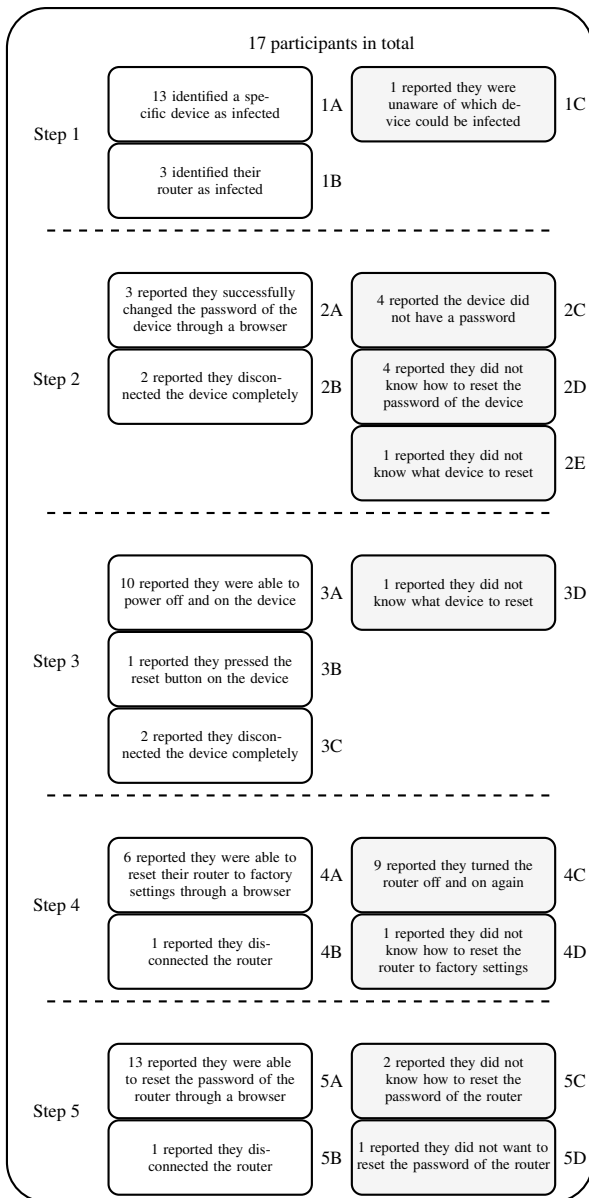 17 participants in total
Step 1
13 identified a spe-
cific device as infected
1A
1 reported they were
unaware of which de-
vice could be infected
1C
3 identified their
router as infected
1B
Step 2
3 reported they successfully
changed the password of the
device through a browser
2A
4 reported the device did
not have a password
2C
2 reported they discon-
nected the device completely
2B
4 reported they did not
know how to reset the
password of the device
2D
1 reported they did not
know what device to reset
2E
Step 3
10 reported they were able to
power off and on the device
3A
1 reported they did not
know what device to reset
3D
1 reported they pressed the
reset button on the device
3B
2 reported they discon-
nected the device completely
3C
Step 4
6 reported they were able to
reset their router to factory
settings through a browser
4A
9 reported they turned the
router off and on again
4C
1 reported they dis-
connected the router
4B
1 reported they did not
know how to reset the
router to factory settings
4D
Step 5
13 reported they were able
to reset the password of the
router through a browser
5A
2 reported they did not
know how to reset the
password of the router
5C
1 reported they dis-
connected the router
5B
1 reported they did not want to
reset the password of the router
5D